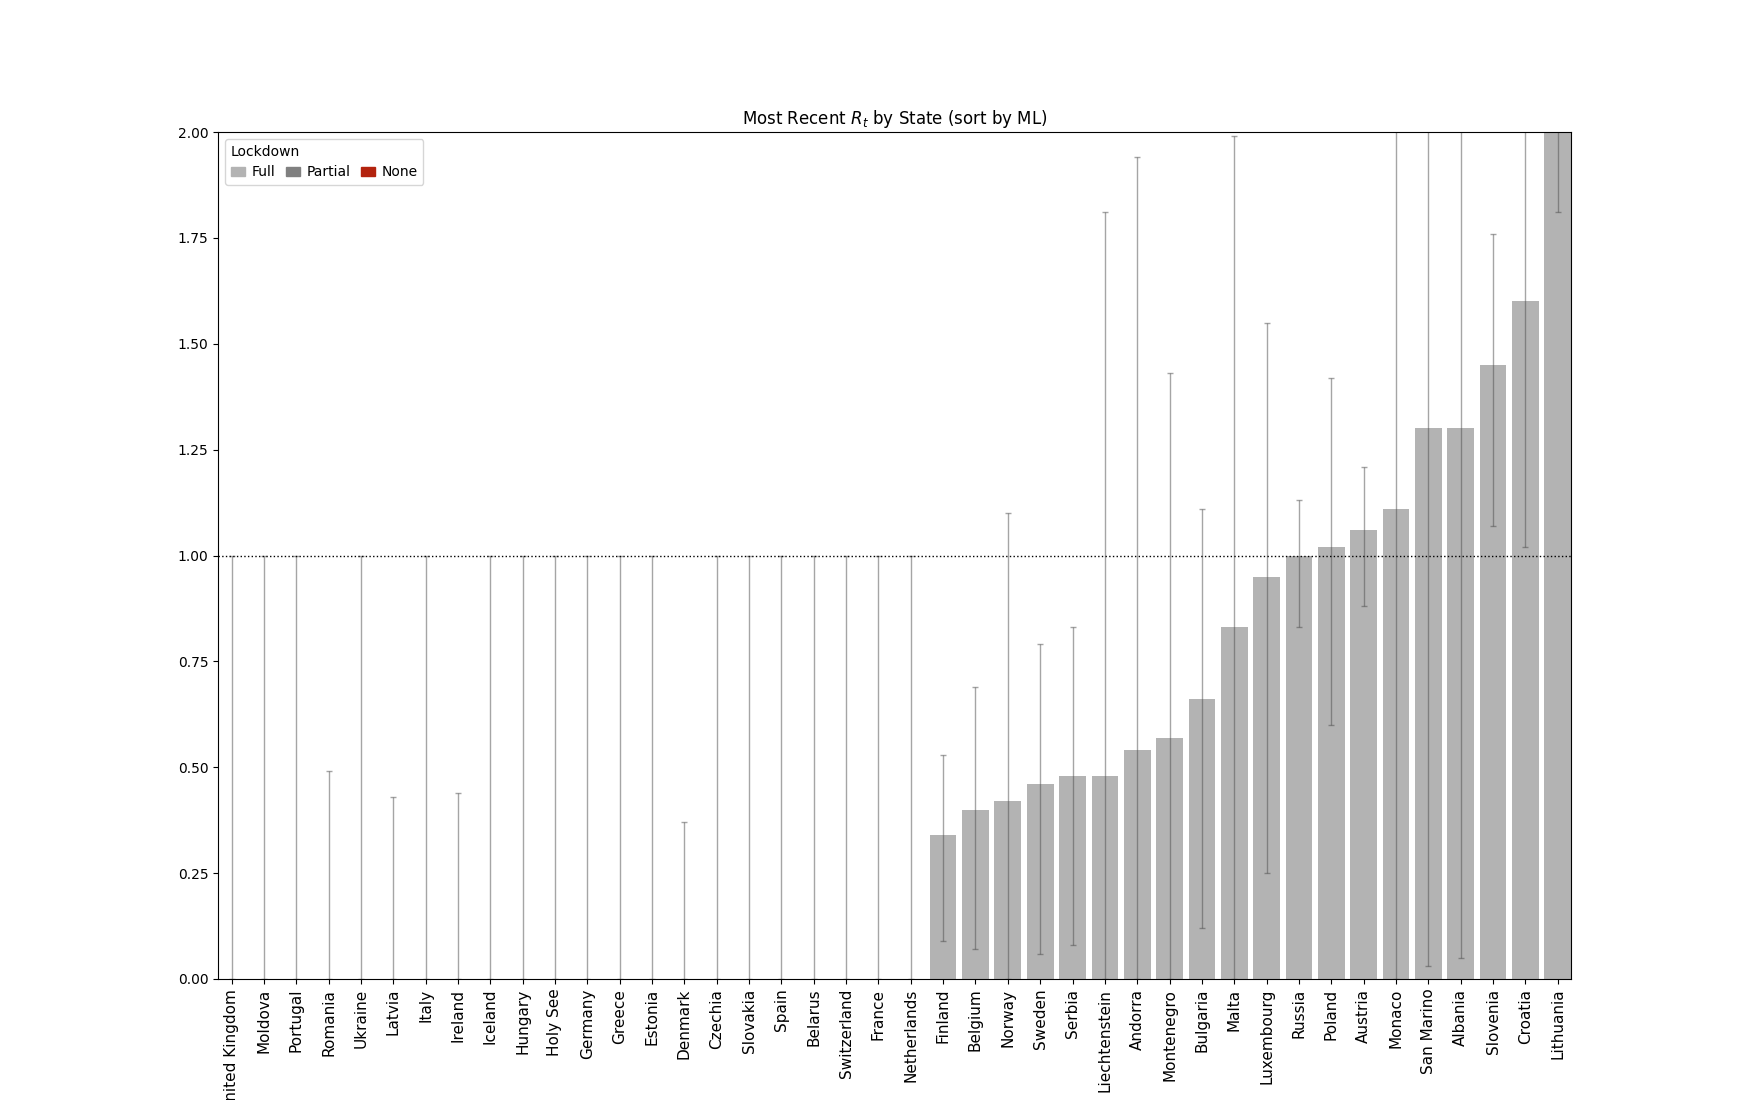 Most Recent R_t by State (sort by ML)
Lockdown
Full Partial None
2.00
1.75
1.50
1.25
1.00
0.75
0.50
0.25
0.00
nited Kingdom
Moldova
Portugal
Romania
Ukraine
Latvia
Italy
Ireland
Iceland
Hungary
Holy See
Germany
Greece
Estonia
Denmark
Czechia
Slovakia
Spain
Belarus
Switzerland
France
Netherlands
Finland
Belgium
Norway
Sweden
Serbia
Liechtenstein
Andorra
Montenegro
Bulgaria
Malta
Luxembourg
Russia
Poland
Austria
Monaco
San Marino
Albania
Slovenia
Croatia
Lithuania